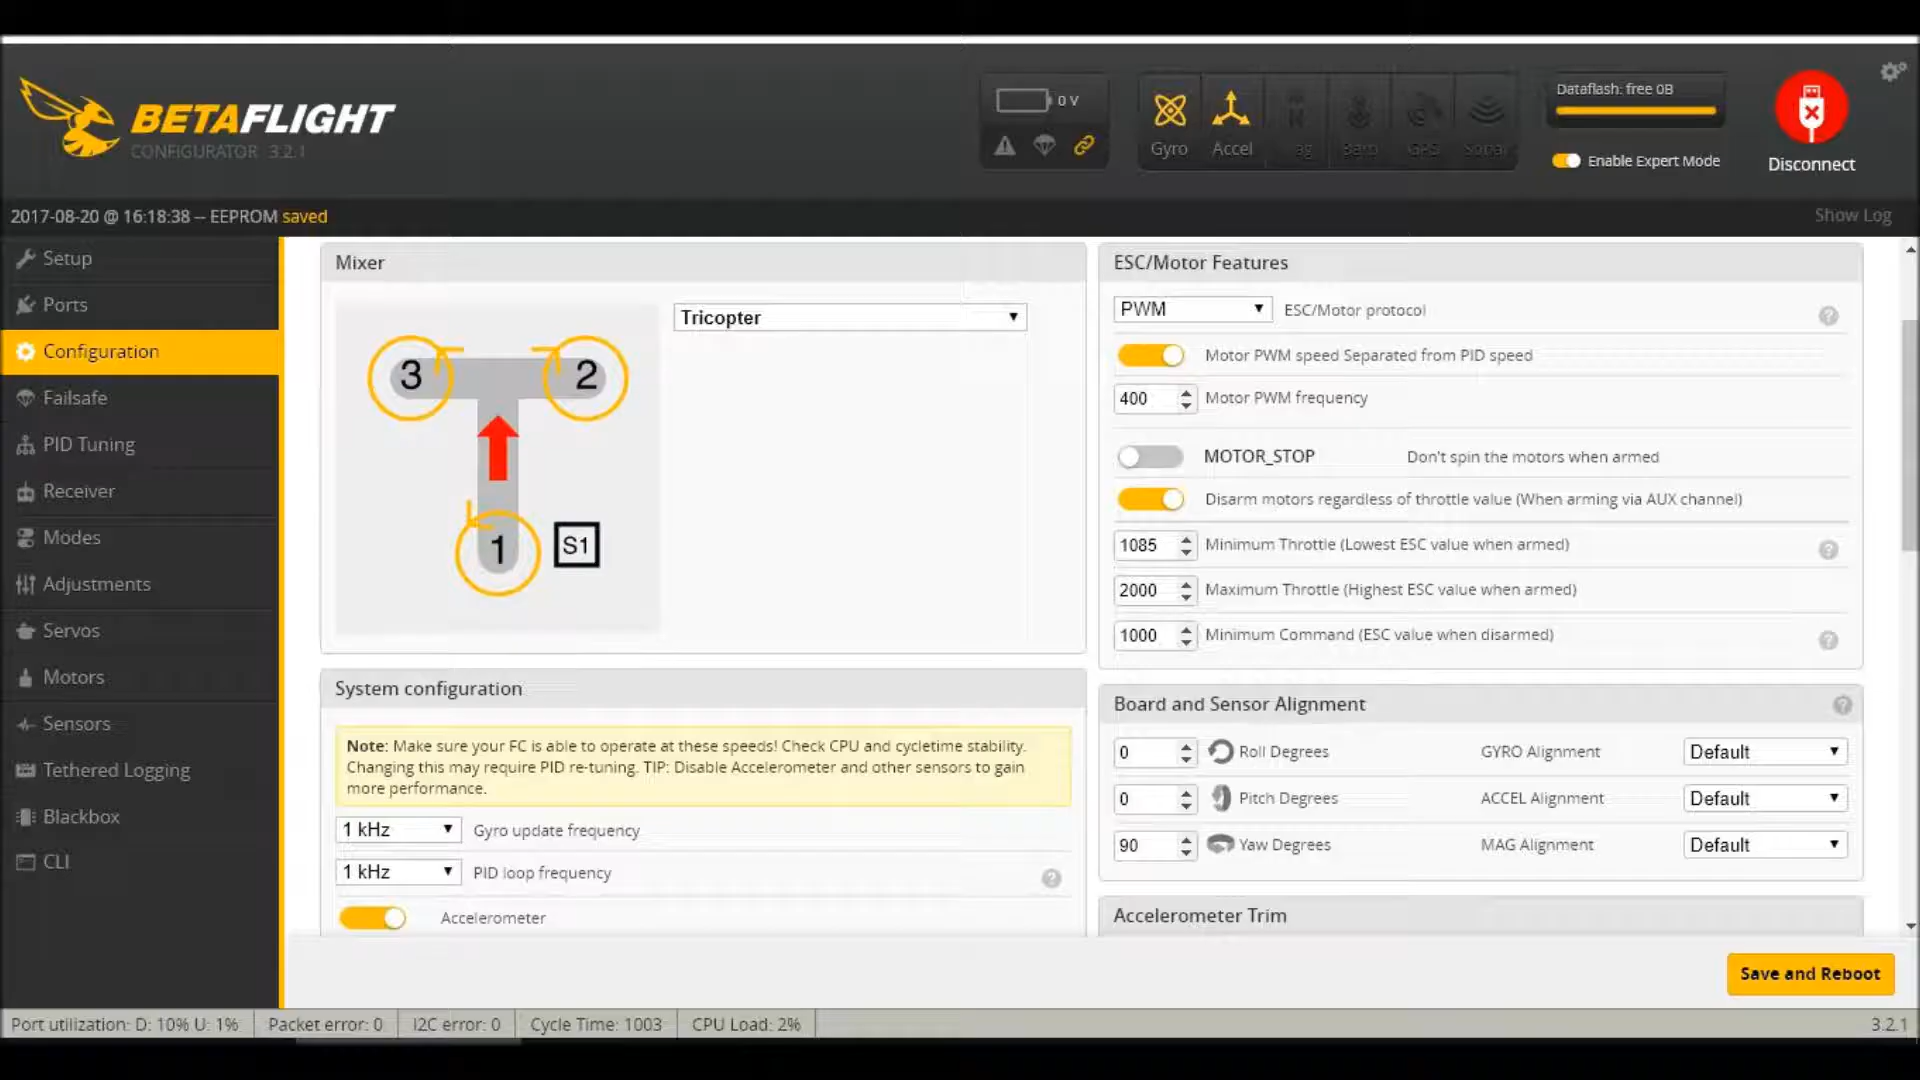 BETAFLIGHT
CONFIGURATOR 3.2.1
0 V
Gyro
Accel
Baro
GPS
Sonar
Dataflash: free 0B
Enable Expert Mode
Disconnect
2017-08-20 @ 16:18:38 -- EEPROM saved
Show Log
Setup
Ports
Configuration
Failsafe
PID Tuning
Receiver
Modes
Adjustments
Servos
Motors
Sensors
Tethered Logging
Blackbox
CLI
Mixer
Tricopter
3
2
1
S1
System configuration
Note: Make sure your FC is able to operate at these speeds! Check CPU and cycletime stability.
Changing this may require PID re-tuning. TIP: Disable Accelerometer and other sensors to gain
more performance.
1 kHz Gyro update frequency
1 kHz PID loop frequency
Accelerometer
ESC/Motor Features
PWM ESC/Motor protocol
Motor PWM speed Separated from PID speed
400 Motor PWM frequency
MOTOR_STOP Don't spin the motors when armed
Disarm motors regardless of throttle value (When arming via AUX channel)
1085 Minimum Throttle (Lowest ESC value when armed)
2000 Maximum Throttle (Highest ESC value when armed)
1000 Minimum Command (ESC value when disarmed)
Board and Sensor Alignment
0 Roll Degrees GYRO Alignment Default
0 Pitch Degrees ACCEL Alignment Default
90 Yaw Degrees MAG Alignment Default
Accelerometer Trim
Save and Reboot
Port utilization: D: 10% U: 1% Packet error: 0 I2C error: 0 Cycle Time: 1003 CPU Load: 2% 3.2.1